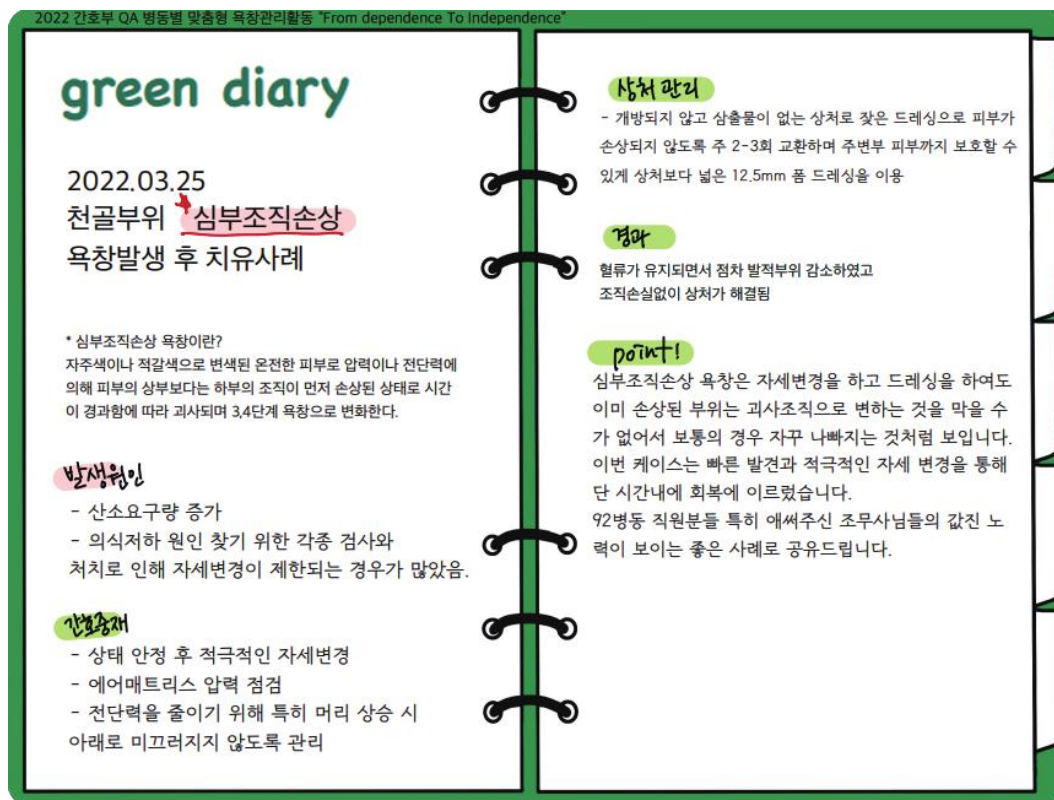 2022 간호부 QA 병동별 맞춤형 욕창관리활동 "From dependence To Independence"
green diary
2022.03.25
천골부위 심부조직손상
욕창발생 후 치유사례
* 심부조직손상 욕창이란?
자주색이나 적갈색으로 변색된 온전한 피부로 압력이나 전단력에
의해 피부의 상부보다는 하부의 조직이 먼저 손상된 상태로 시간
이 경과함에 따라 괴사되며 3,4단계 욕창으로 변화한다.
발생원인
- 산소요구량 증가
- 의식저하 원인 찾기 위한 각종 검사와
처치로 인해 자세변경이 제한되는 경우가 많았음.
간호중재
- 상태 안정 후 적극적인 자세변경
- 에어매트리스 압력 점검
- 전단력을 줄이기 위해 특히 머리 상승 시
아래로 미끄러지지 않도록 관리
상처 관리
- 개방되지 않고 삼출물이 없는 상처로 잦은 드레싱으로 피부가
손상되지 않도록 주 2-3회 교환하며 주변부 피부까지 보호할 수
있게 상처보다 넓은 12.5mm 폼 드레싱을 이용
경과
혈류가 유지되면서 점차 발적부위 감소하였고
조직손실없이 상처가 해결됨
point!
심부조직손상 욕창은 자세변경을 하고 드레싱을 하여도
이미 손상된 부위는 괴사조직으로 변하는 것을 막을 수
가 없어서 보통의 경우 자꾸 나빠지는 것처럼 보입니다.
이번 케이스는 빠른 발견과 적극적인 자세 변경을 통해
단 시간내에 회복에 이르렀습니다.
92병동 직원분들 특히 애써주신 조무사님들의 값진 노
력이 보이는 좋은 사례로 공유드립니다.